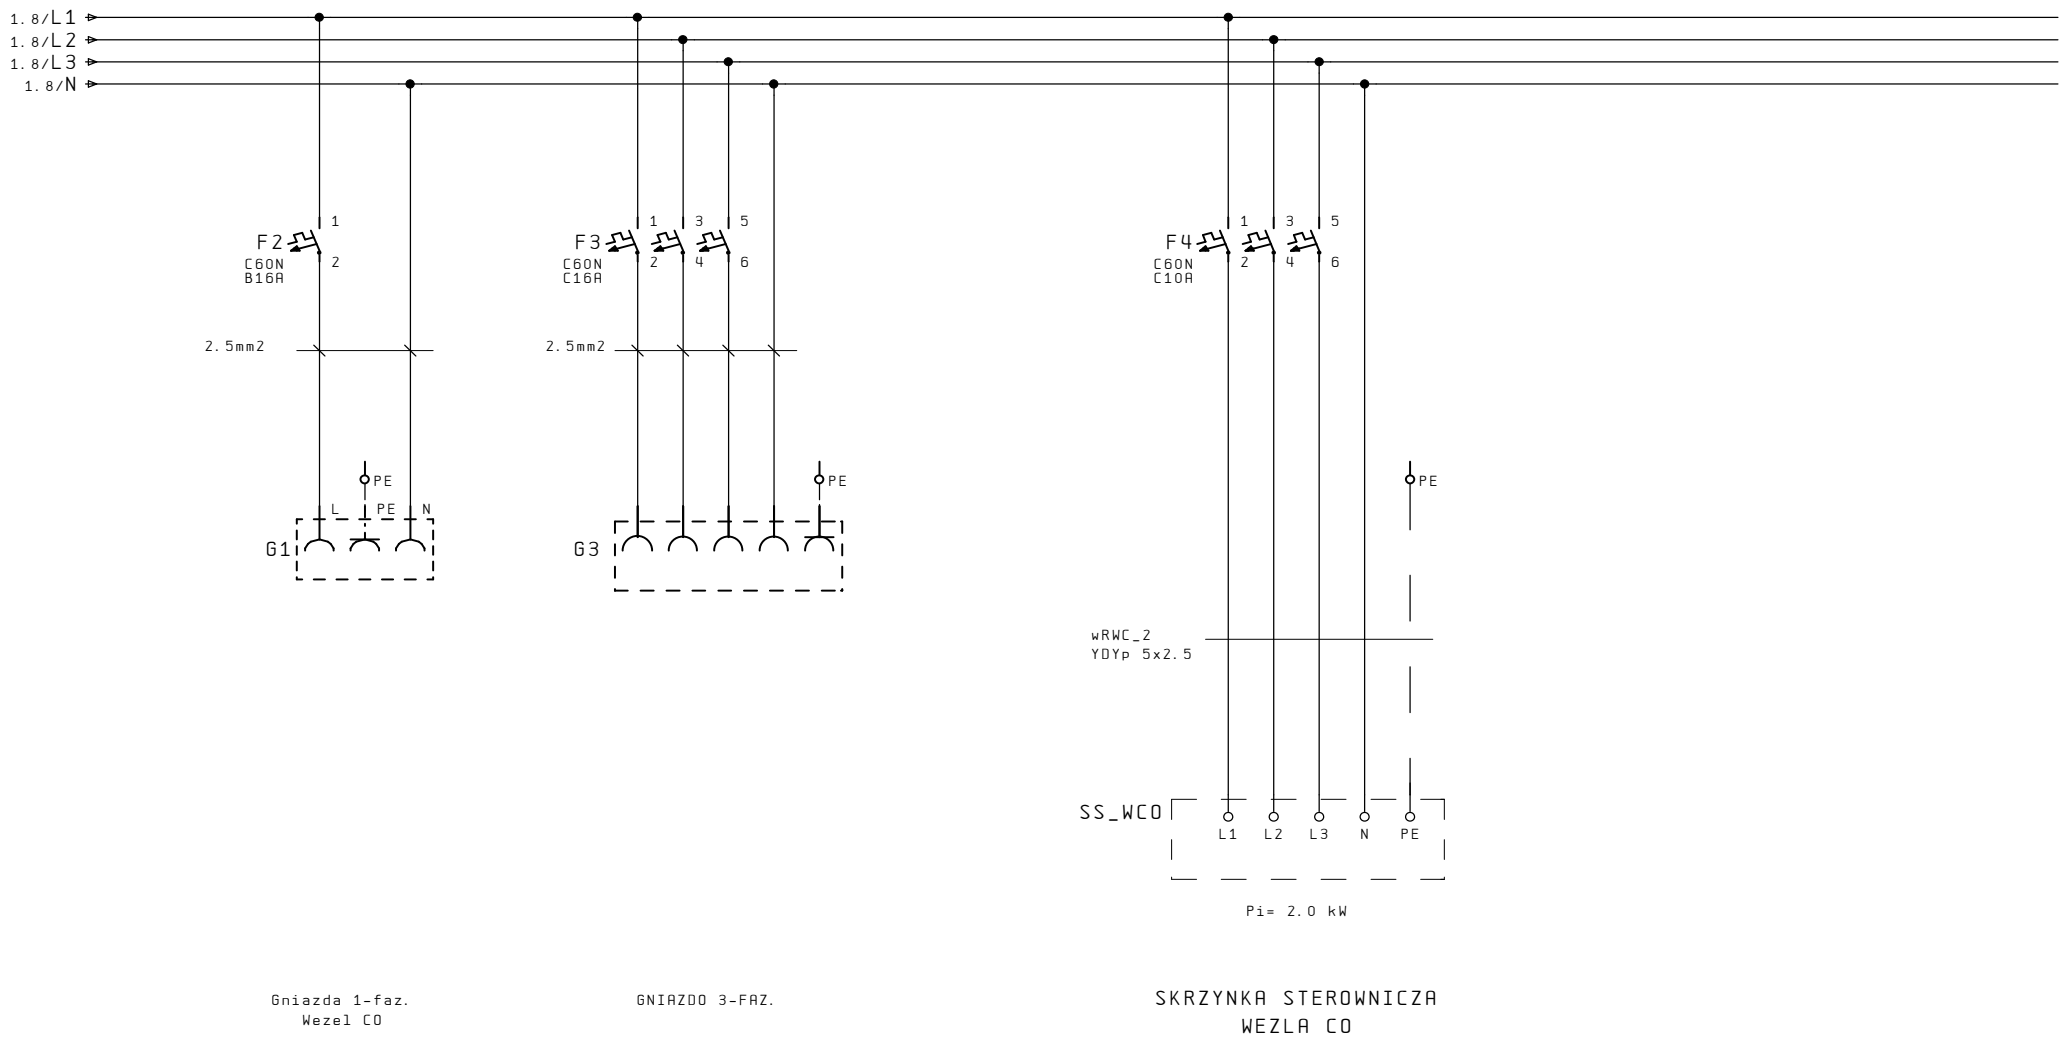 1.8/L1
1.8/L2
1.8/L3
1.8/N
1
3
5
1
3
5
1
F2
F3
F4
2
4
6
2
4
6
2
C60N
B16A
C60N
C16A
C60N
C10A
2.5mm2
2.5mm2
PE
PE
PE
L
PE
N
G1
G3
wRWC_2
YDYp 5x2.5
SS_WCO
L1
L2
L3
N
PE
Pi= 2.0 kW
Gniazda 1-faz.
Wezel CO
GNIAZDO 3-FAZ.
SKRZYNKA STEROWNICZA
WEZLA CO